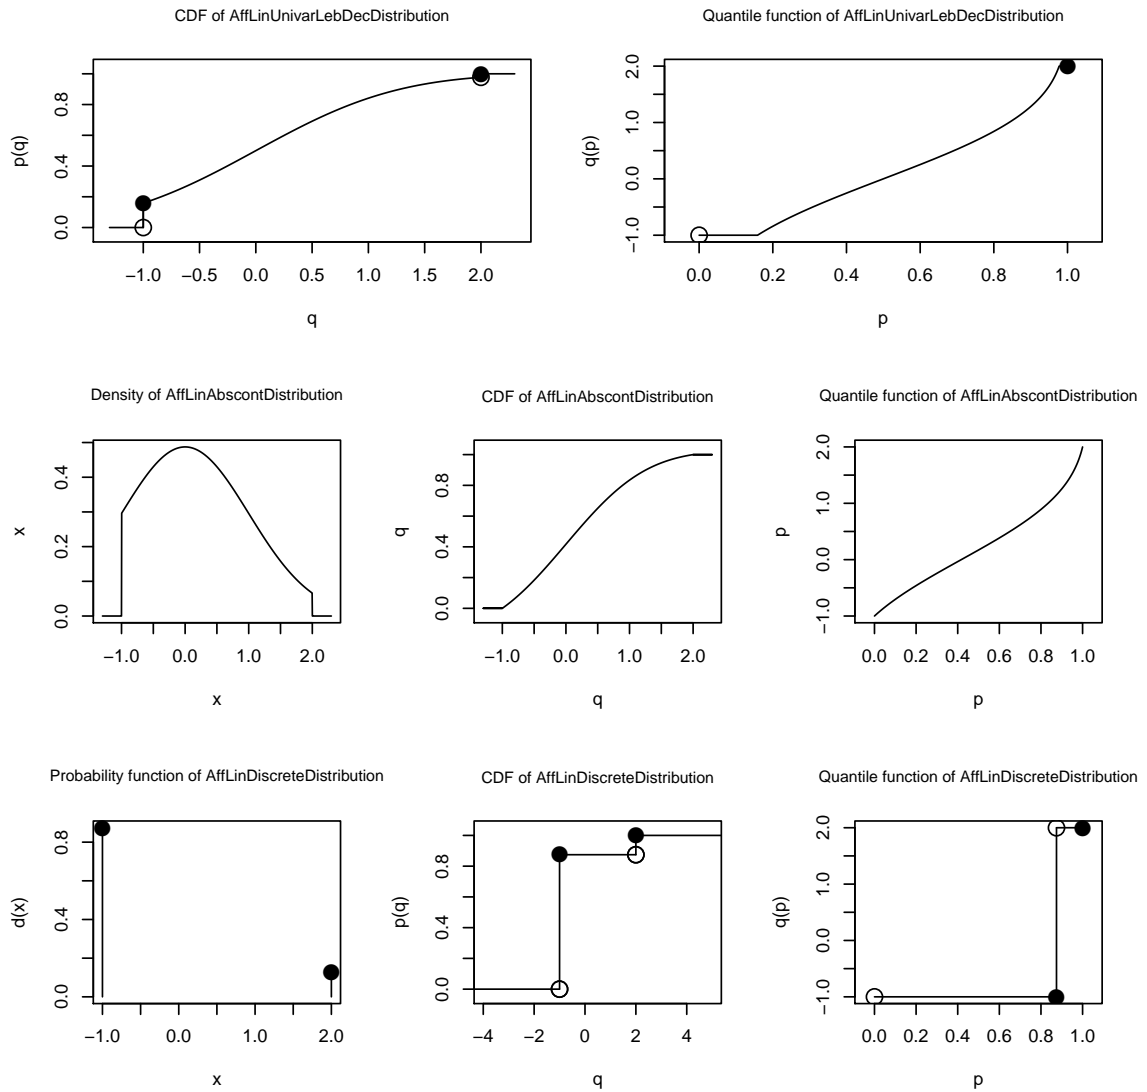 CDF of AffLinUnivarLebDecDistribution
Quantile function of AffLinUnivarLebDecDistribution
p(q)
0.0 0.4 0.8
−1.0 −0.5 0.0 0.5 1.0 1.5 2.0
q
q(p)
−1.0 0.0 1.0 2.0
0.0 0.2 0.4 0.6 0.8 1.0
p
Density of AffLinAbscontDistribution
CDF of AffLinAbscontDistribution
Quantile function of AffLinAbscontDistribution
x
0.0 0.2 0.4
−1.0 0.0 1.0 2.0
x
q
0.0 0.4 0.8
−1.0 0.0 1.0 2.0
q
p
−1.0 0.0 1.0 2.0
0.0 0.2 0.4 0.6 0.8 1.0
p
Probability function of AffLinDiscreteDistribution
CDF of AffLinDiscreteDistribution
Quantile function of AffLinDiscreteDistribution
d(x)
0.0 0.4 0.8
−1.0 0.0 1.0 2.0
x
p(q)
0.0 0.4 0.8
−4 −2 0 2 4
q
q(p)
−1.0 0.0 1.0 2.0
0.0 0.2 0.4 0.6 0.8 1.0
p